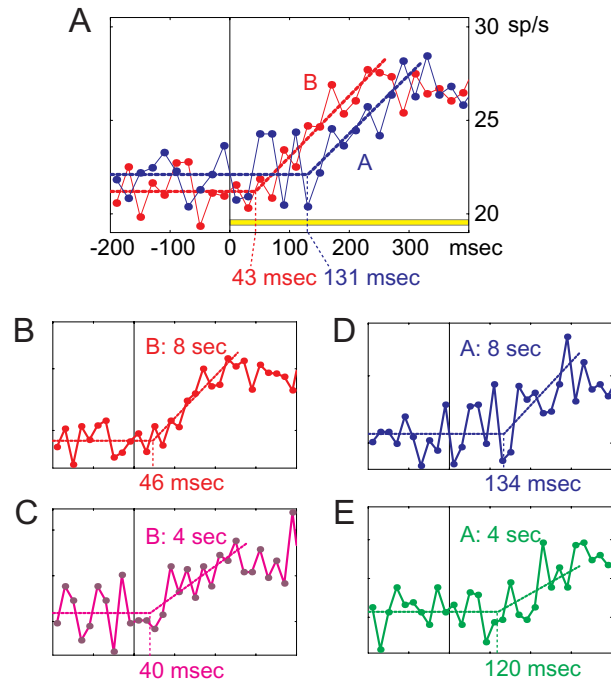 A
30 sp/s
B
25
A
20
-200 -100 0 100 200 300 msec
43 msec 131 msec
B
B: 8 sec
46 msec
D
A: 8 sec
134 msec
C
B: 4 sec
40 msec
E
A: 4 sec
120 msec